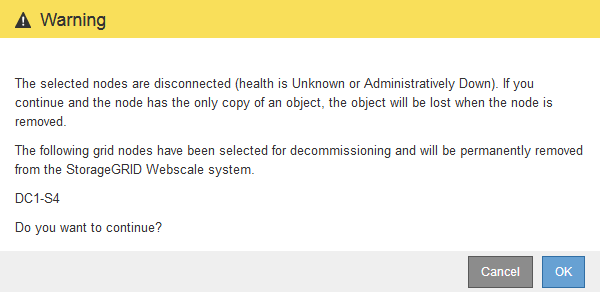 Warning
The selected nodes are disconnected (health is Unknown or Administratively Down). If you
continue and the node has the only copy of an object, the object will be lost when the node is
removed.
The following grid nodes have been selected for decommissioning and will be permanently removed
from the StorageGRID Webscale system.
DC1-S4
Do you want to continue?
Cancel OK